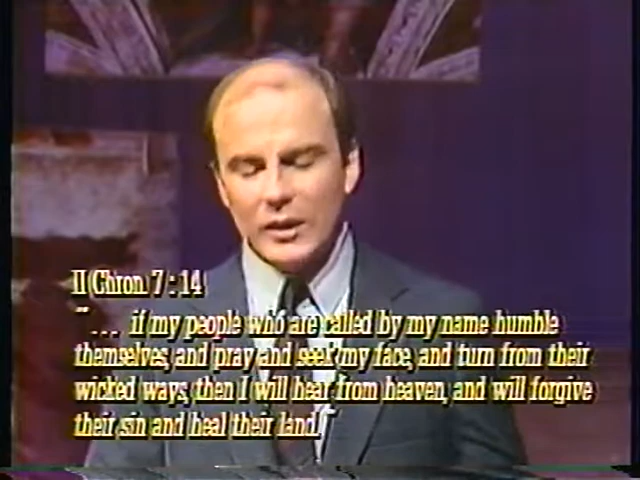 II Chron. 7 : 14
"... if my people who are called by my name humble
themselves, and pray and seek my face, and turn from their
wicked ways, then I will hear from heaven, and will forgive
their sin and heal their land."